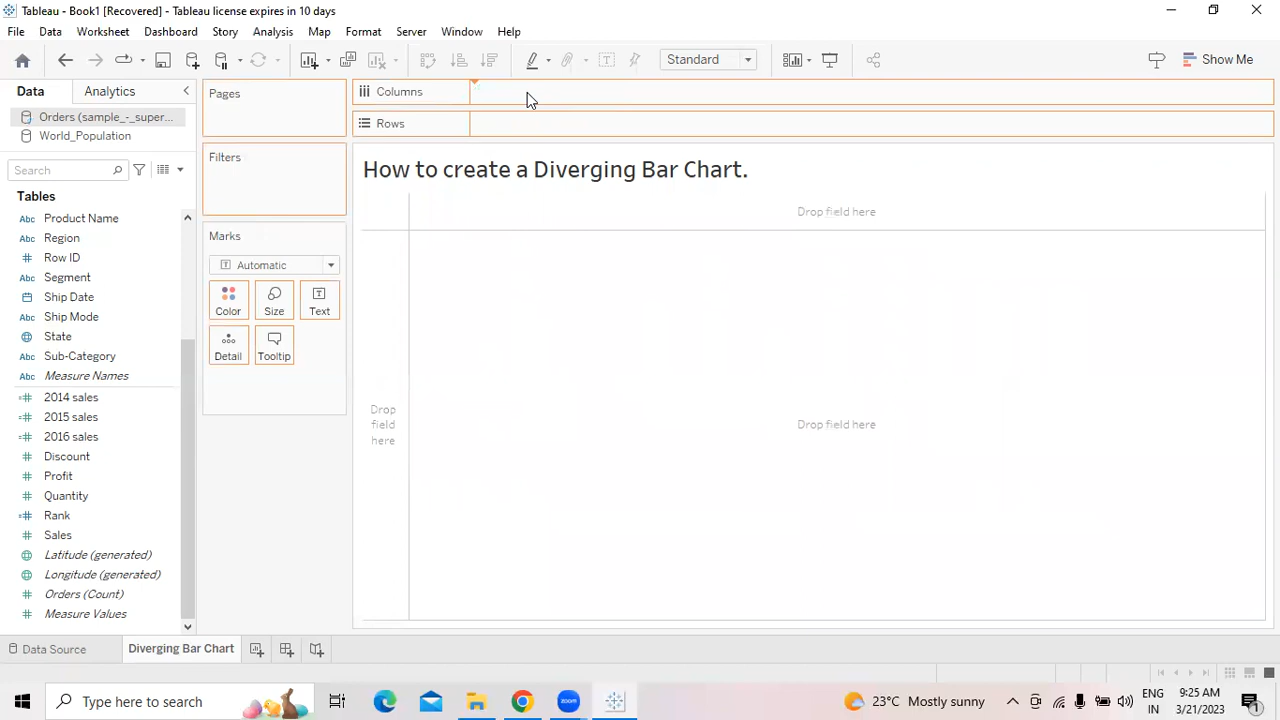 Tableau - Book1 [Recovered] - Tableau license expires in 10 days
File Data Worksheet Dashboard Story Analysis Map Format Server Window Help
Standard
Show Me
Data Analytics
Orders (sample_-_super...
World_Population
Search
Tables
Product Name
Region
Row ID
Segment
Ship Date
Ship Mode
State
Sub-Category
Measure Names
2014 sales
2015 sales
2016 sales
Discount
Profit
Quantity
Rank
Sales
Latitude (generated)
Longitude (generated)
Orders (Count)
Measure Values
Pages
Filters
Marks
Automatic
Color Size Text
Detail Tooltip
Columns
Rows
How to create a Diverging Bar Chart.
Drop field here
Drop
field
here
Drop field here
Data Source Diverging Bar Chart
Type here to search
23°C Mostly sunny
ENG
IN
9:25 AM
3/21/2023
1